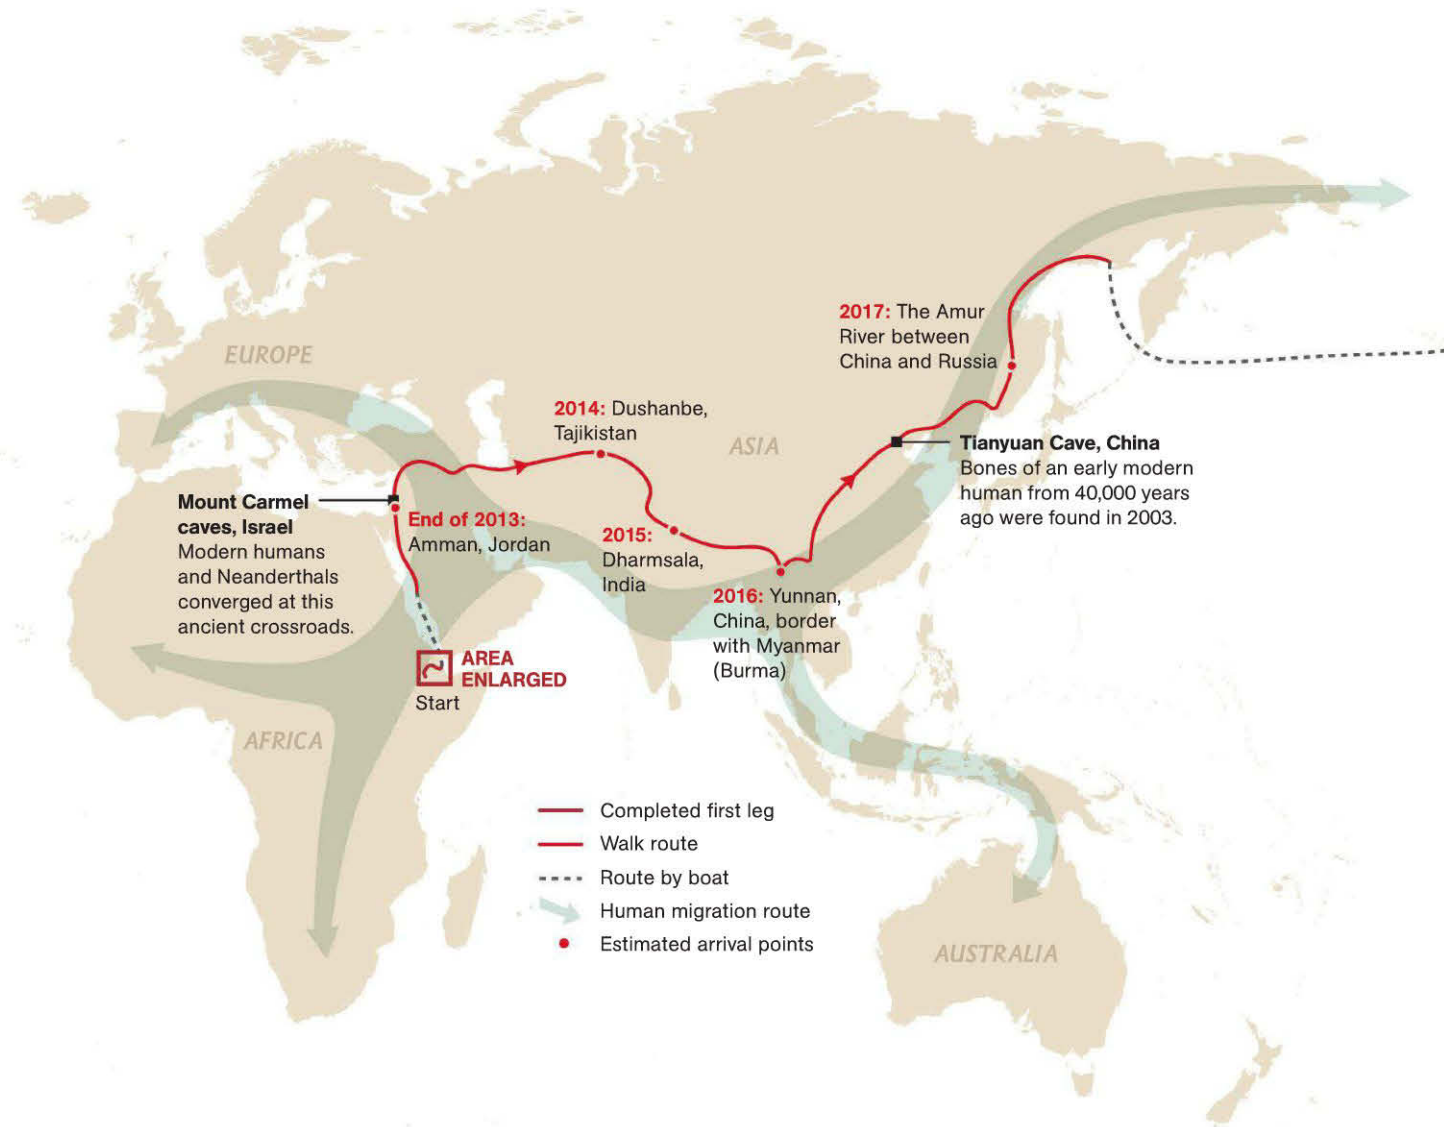 EUROPE
2017: The Amur
River between
China and Russia
2014: Dushanbe,
Tajikistan
ASIA
Tianyuan Cave, China
Bones of an early modern
human from 40,000 years
ago were found in 2003.
Mount Carmel
caves, Israel
Modern humans
and Neanderthals
converged at this
ancient crossroads.
End of 2013:
Amman, Jordan
2015:
Dharmsala,
India
2016: Yunnan,
China, border
with Myanmar
(Burma)
AREA
ENLARGED
Start
AFRICA
Completed first leg
Walk route
Route by boat
Human migration route
Estimated arrival points
AUSTRALIA